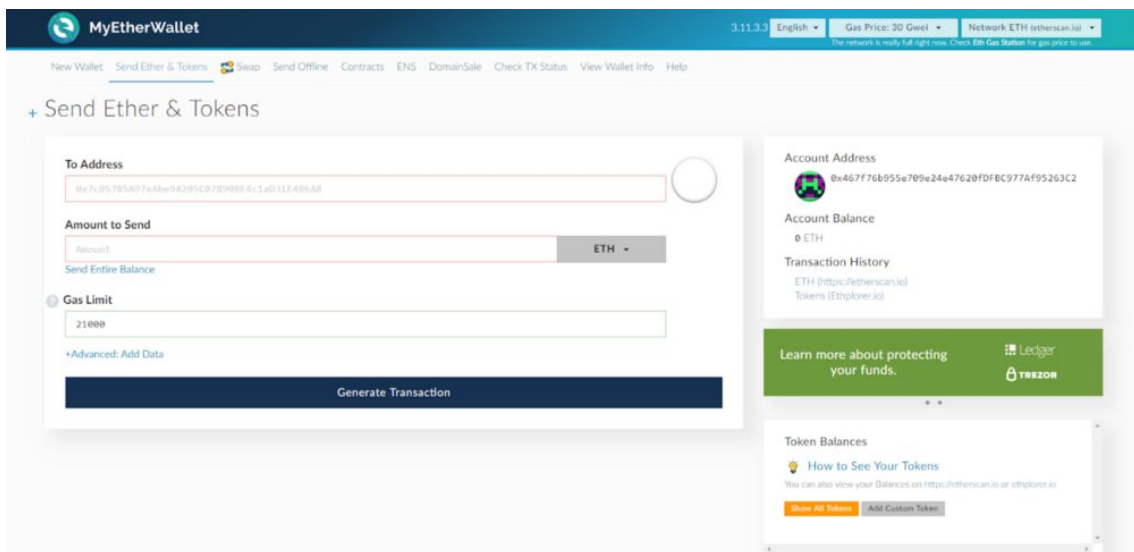 MyEtherWallet
3.11.3.3 English Gas Price: 30 Gwei Network ETH (etherscan.io)
The network is really full right now. Check Eth Gas Station for gas price to use.
New Wallet Send Ether & Tokens Swap Send Offline Contracts ENS DomainSale Check TX Status View Wallet Info Help
+ Send Ether & Tokens
To Address
Amount to Send
Amount ETH
Send Entire Balance
? Gas Limit
21000
+Advanced: Add Data
Generate Transaction
Account Address
0x467f76b955e709e24e47620fDFBC977Af95263C2
Account Balance
0 ETH
Transaction History
ETH (https://etherscan.io)
Tokens (Ethplorer.io)
Learn more about protecting
your funds.
Ledger
TREZOR
Token Balances
How to See Your Tokens
You can also view your Balances on https://etherscan.io or ethplorer.io
Show All Tokens Add Custom Token